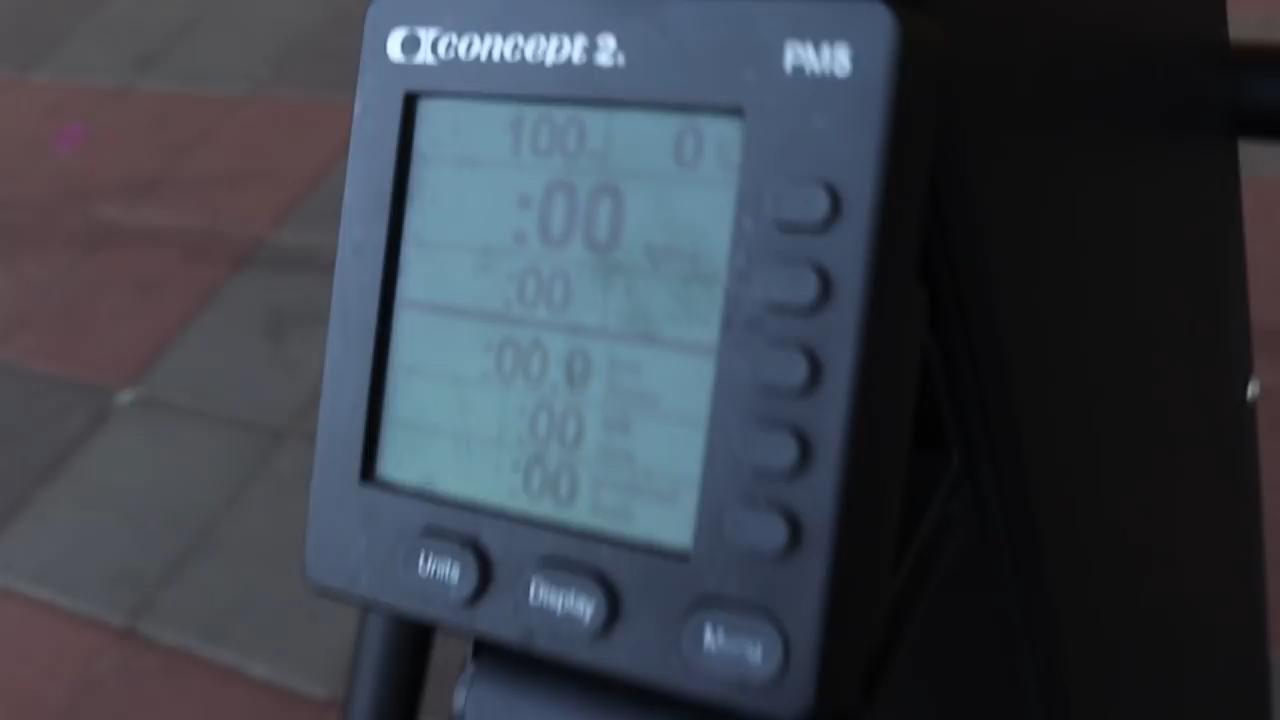 concept 2.
PM5
100 0
:00
:00
:00.0
:00
:00
Units
Display
Menu